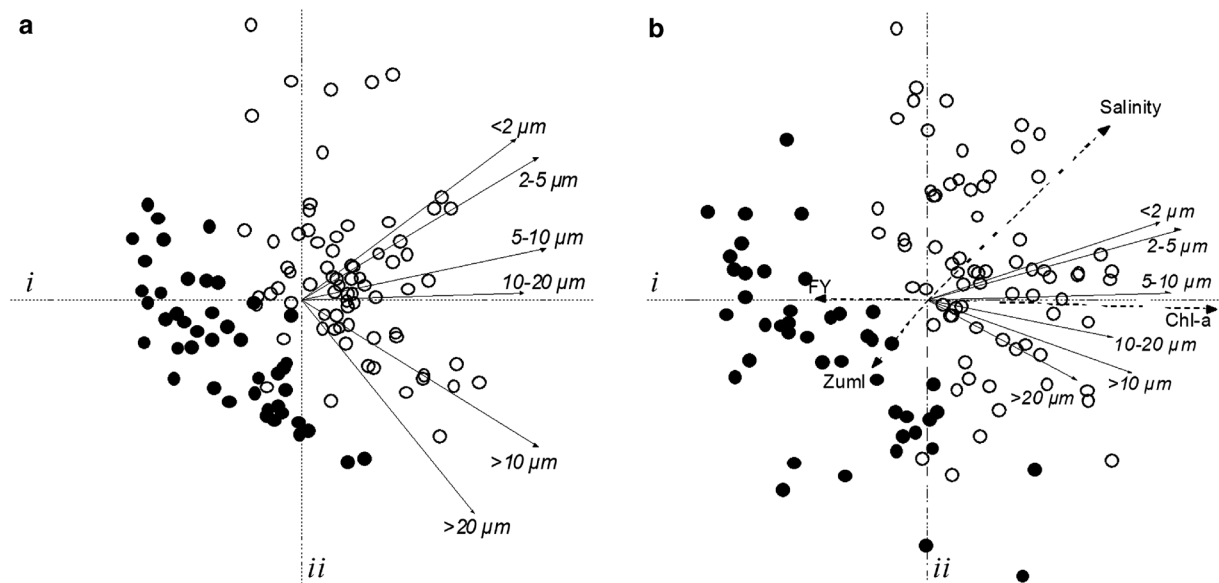 a
<2 µm
2-5 µm
5-10 µm
10-20 µm
i
>10 µm
>20 µm
ii
b
Salinity
<2 µm
2-5 µm
5-10 µm
i
FY
Chl-a
10-20 µm
Zuml
>10 µm
>20 µm
ii